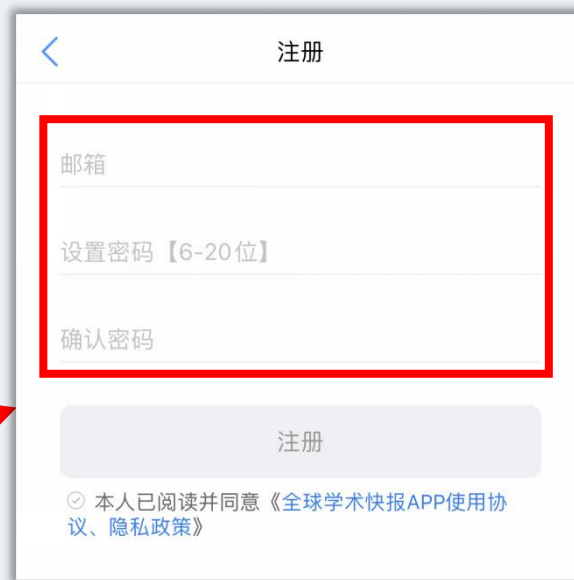 注册
邮箱
设置密码【6-20位】
确认密码
注册
本人已阅读并同意《全球学术快报APP使用协
议、隐私政策》